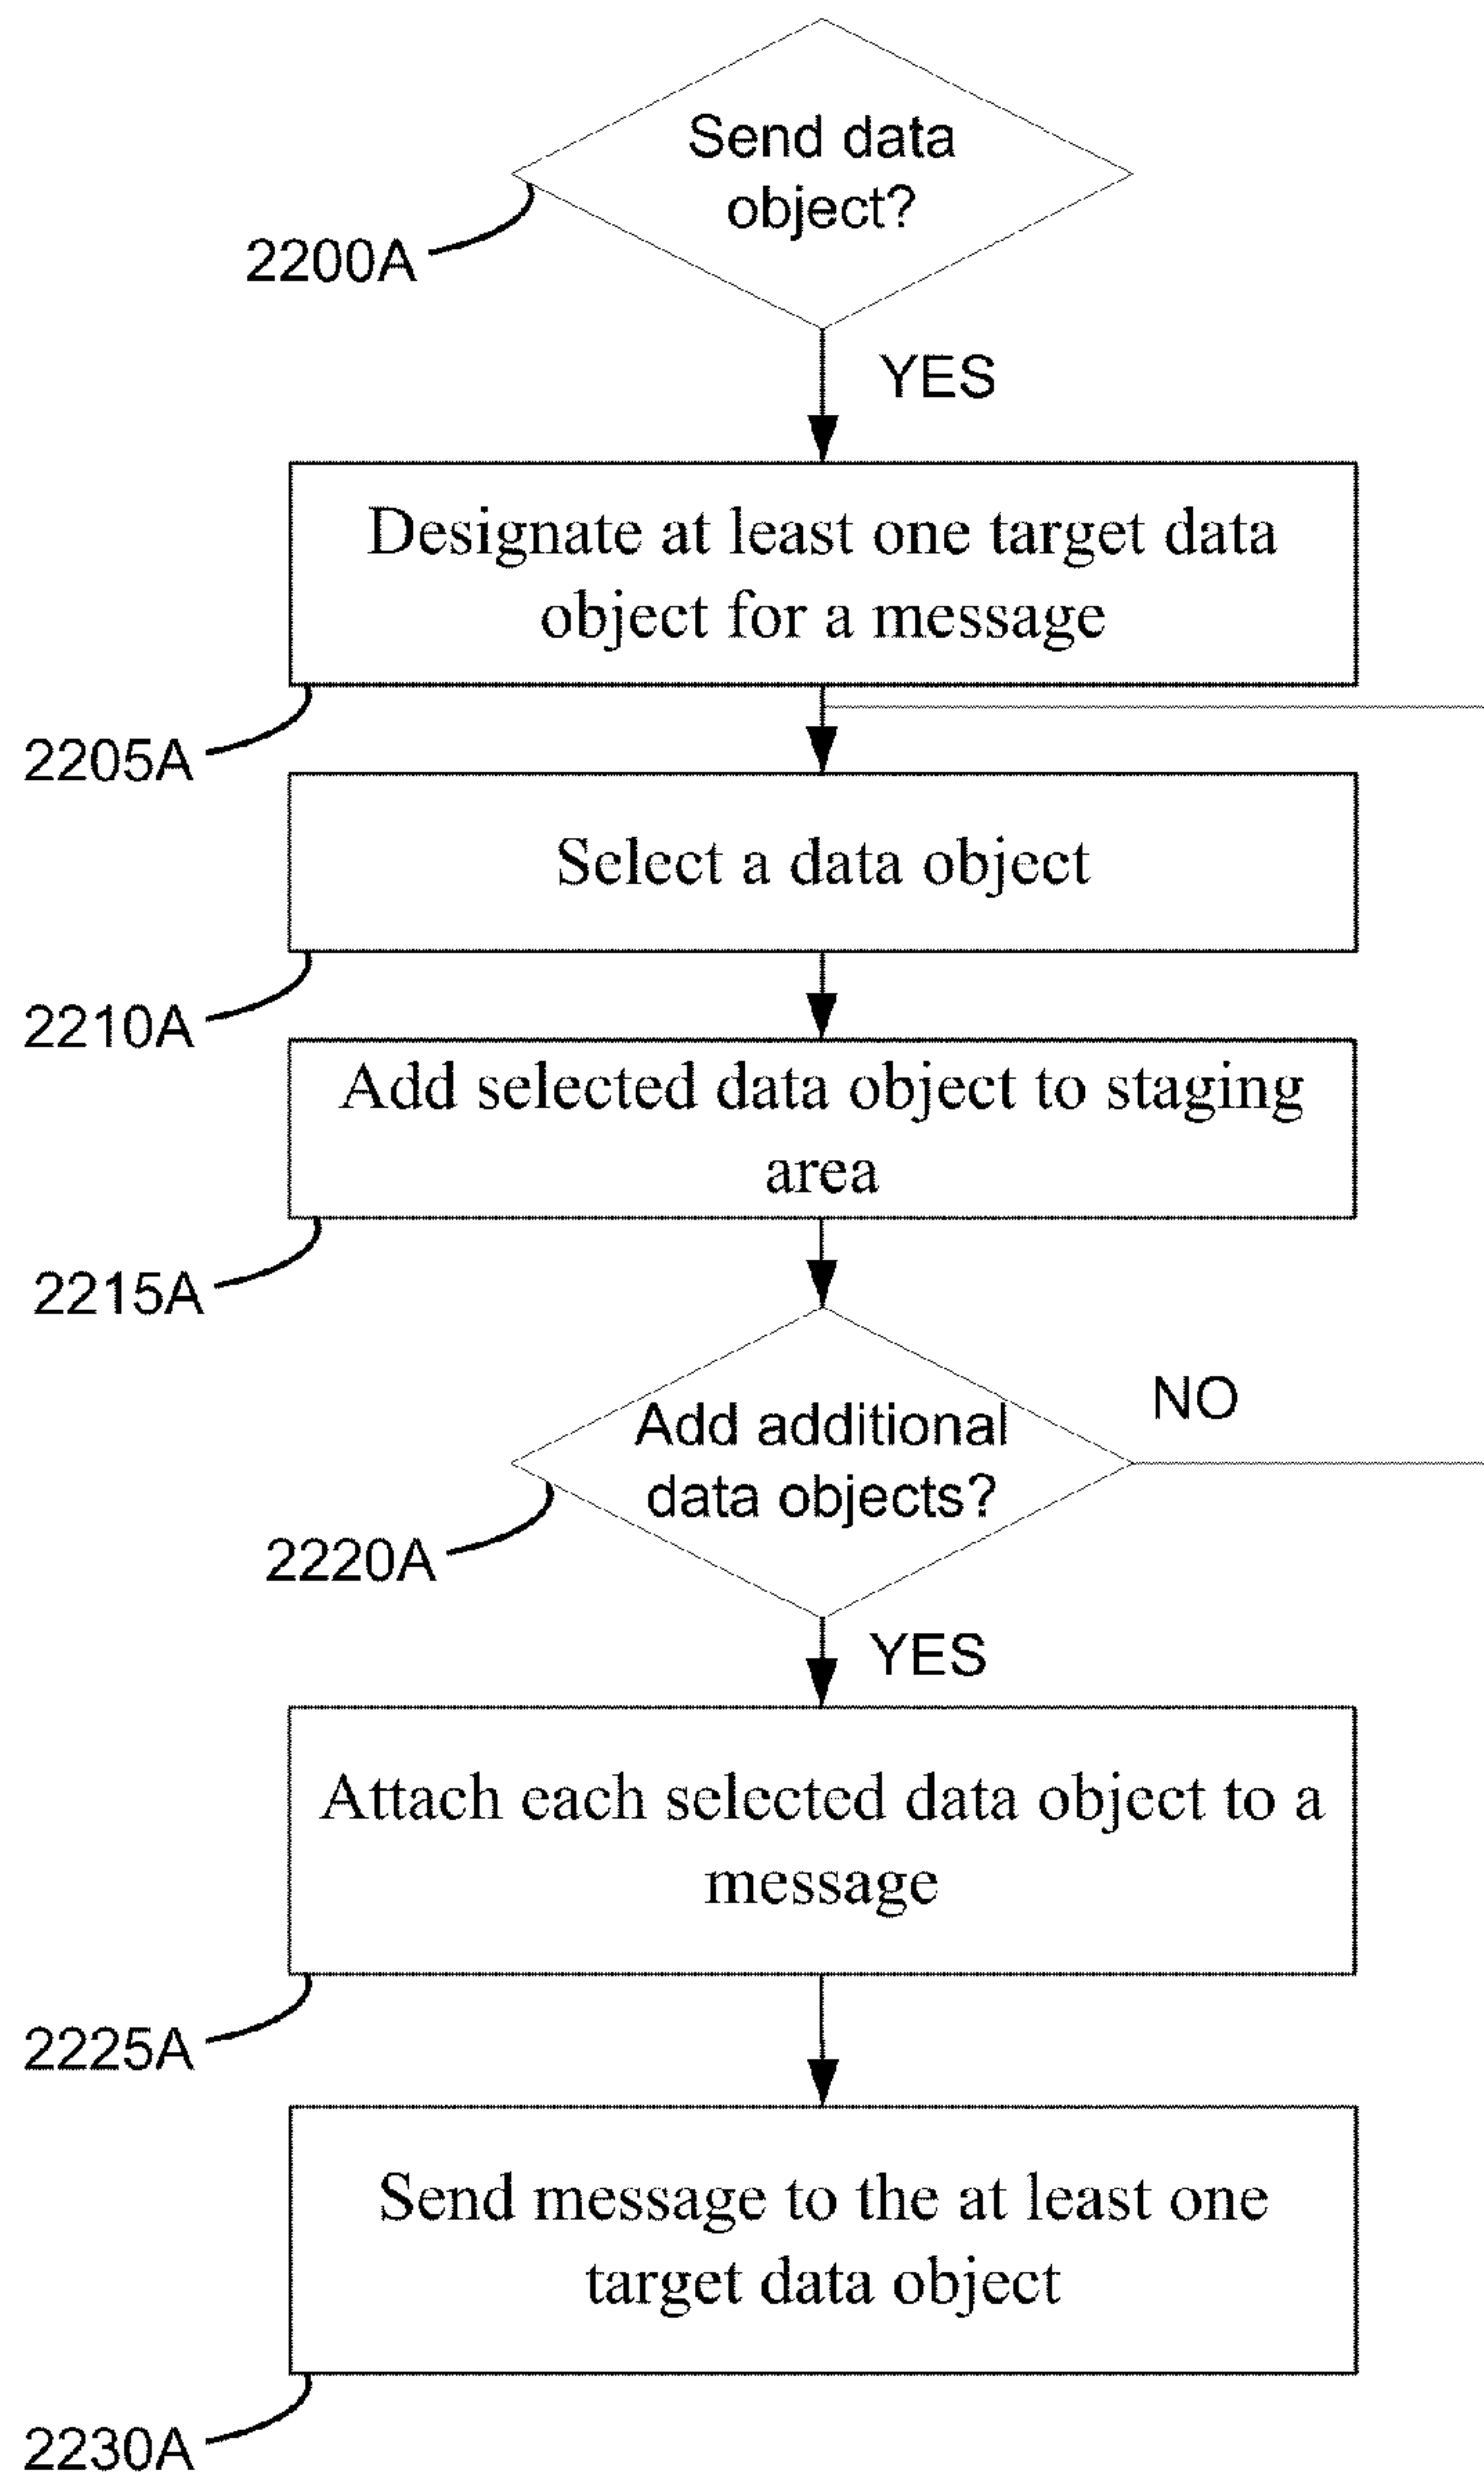 Send data
object?
2200A
YES
Designate at least one target data
object for a message
2205A
Select a data object
2210A
Add selected data object to staging
area
2215A
Add additional
data objects?
NO
2220A
YES
Attach each selected data object to a
message
2225A
Send message to the at least one
target data object
2230A